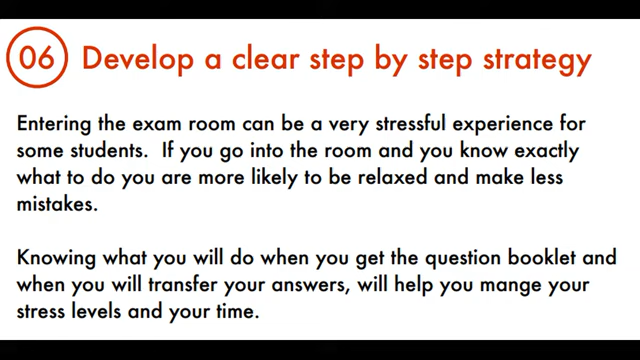 06 Develop a clear step by step strategy
Entering the exam room can be a very stressful experience for
some students. If you go into the room and you know exactly
what to do you are more likely to be relaxed and make less
mistakes.
Knowing what you will do when you get the question booklet and
when you will transfer your answers, will help you mange your
stress levels and your time.